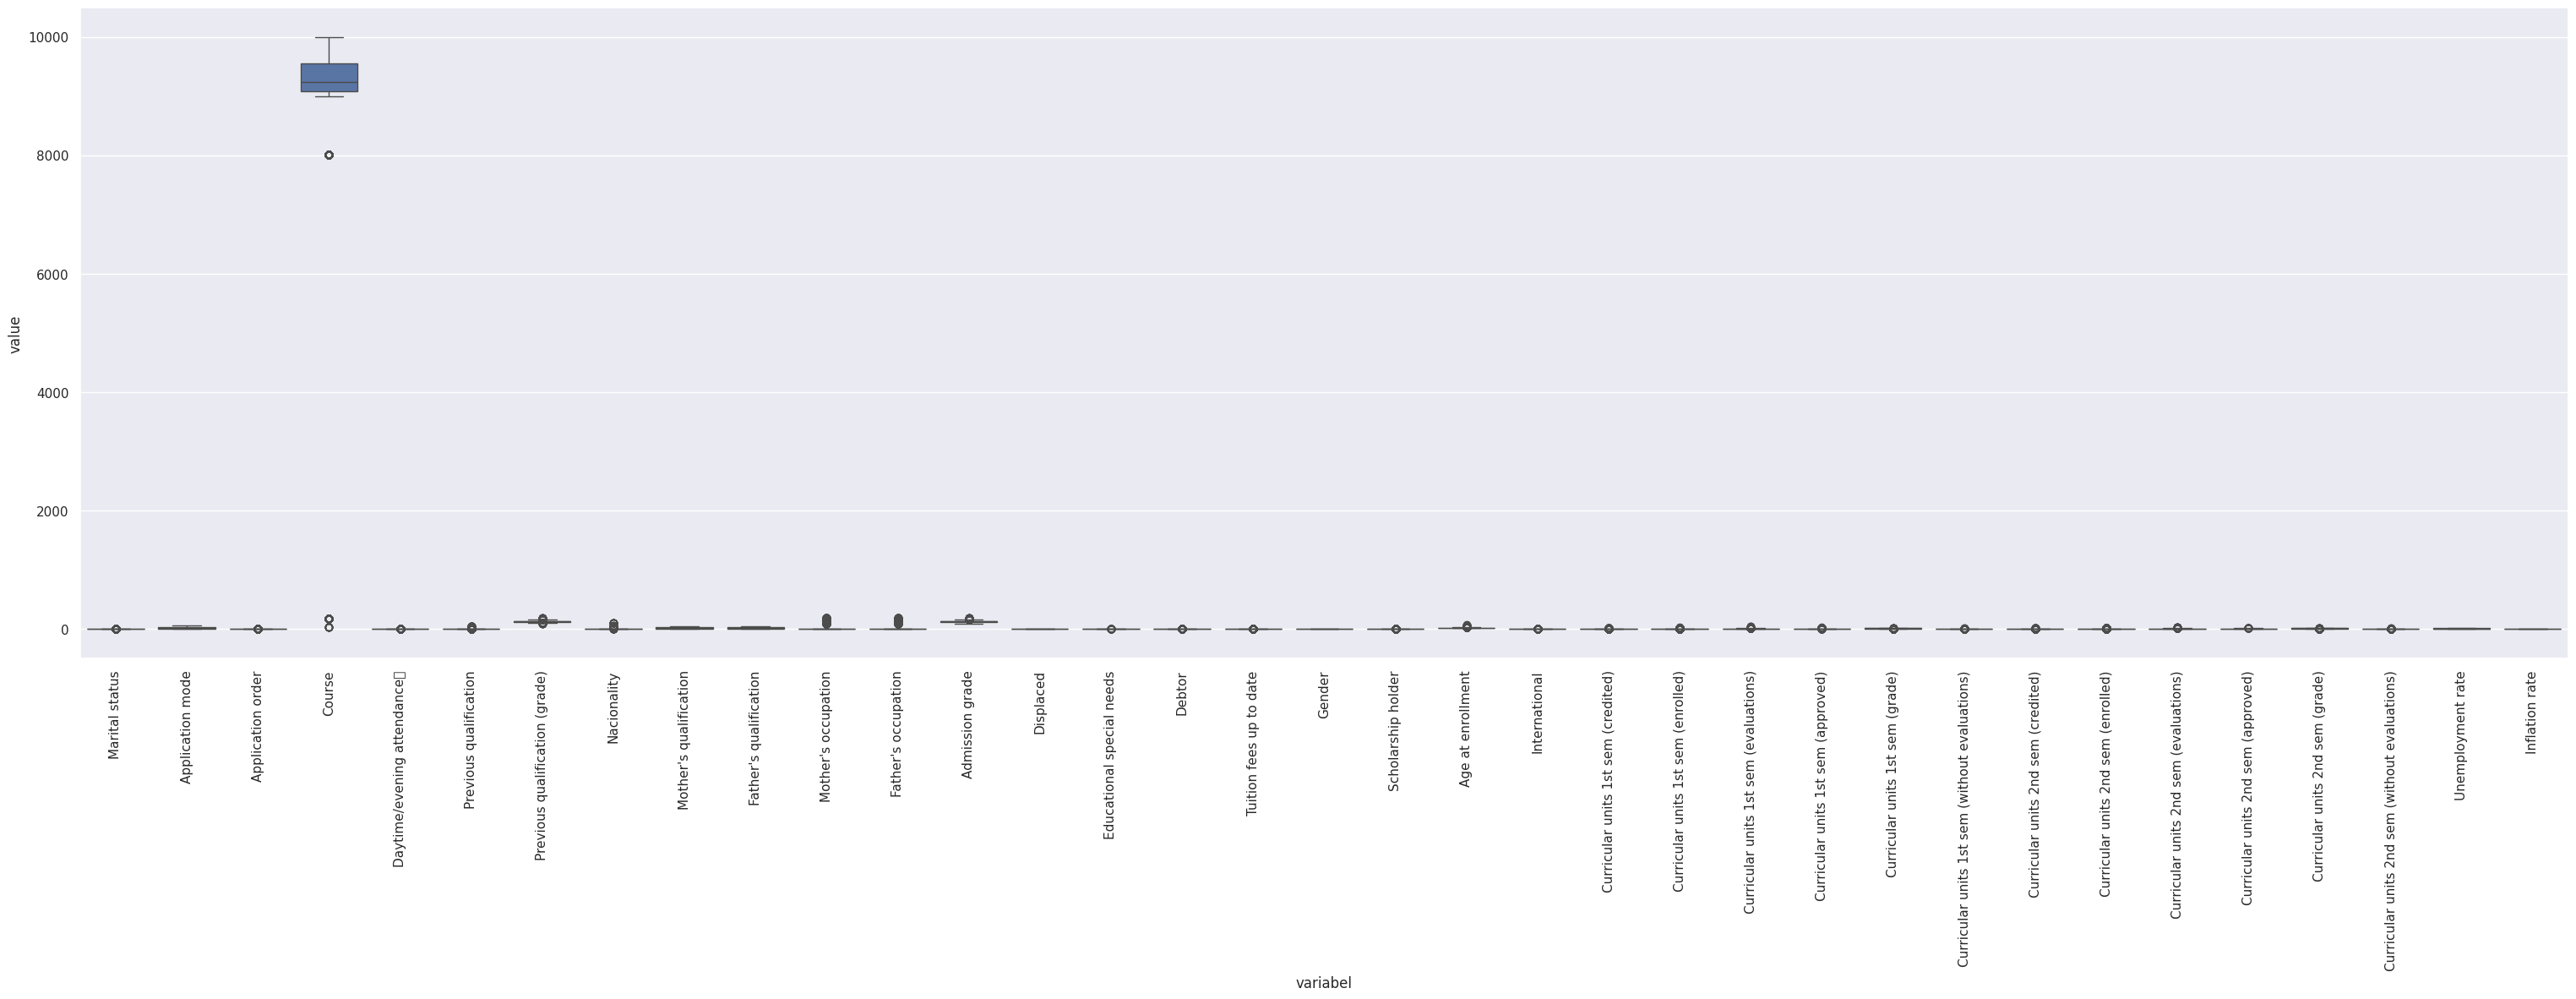 10000
8000
6000
4000
2000
0
value
Marital status
Application mode
Application order
Course
Daytime/evening attendance
Previous qualification
Previous qualification (grade)
Nacionality
Mother's qualification
Father's qualification
Mother's occupation
Father's occupation
Admission grade
Displaced
Educational special needs
Debtor
Tuition fees up to date
Gender
Scholarship holder
Age at enrollment
International
Curricular units 1st sem (credited)
Curricular units 1st sem (enrolled)
Curricular units 1st sem (evaluations)
Curricular units 1st sem (approved)
Curricular units 1st sem (grade)
Curricular units 1st sem (without evaluations)
Curricular units 2nd sem (credited)
Curricular units 2nd sem (enrolled)
Curricular units 2nd sem (evaluations)
Curricular units 2nd sem (approved)
Curricular units 2nd sem (grade)
Curricular units 2nd sem (without evaluations)
Unemployment rate
Inflation rate
variabel